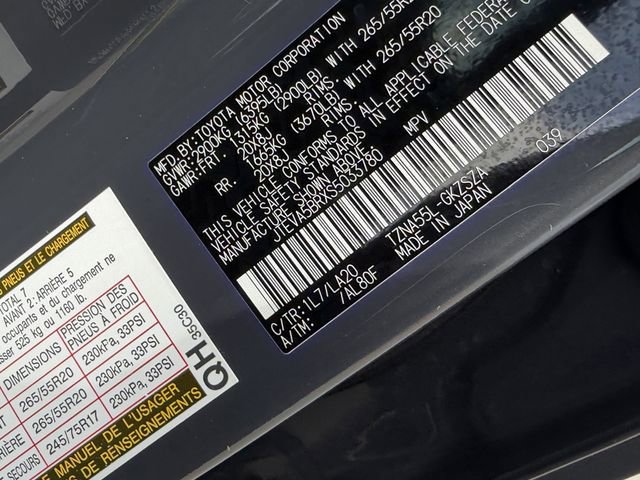 MFD. BY: TOYOTA MOTOR CORPORATION
GVWR: 2900KG (6395LB)
GAWR: FRT. 1315KG (2900LB) WITH 265/55R20
20X8J RIMS
RR. 1665KG (3670LB) WITH 265/55R20
20X8J RIMS
THIS VEHICLE CONFORMS TO ALL APPLICABLE FEDERAL
VEHICLE SAFETY STANDARDS IN EFFECT ON THE DATE O
MANUFACTURE SHOWN ABOVE.
JTEVA5BRXS5033780 MPV
039
C/TR: 1L7/LA20 TZNA55L-GKZSZA
A/TM: /AL80F MADE IN JAPAN
PNEUS ET LE CHARGEMENT
TOTAL 7
AVANT 2: ARRIÈRE 5
occupants et du chargement ne
525 kg ou 1160 lb.
DIMENSIONS PRESSION DES PNEUS À FROID
265/55R20 230kPa, 33PSI
265/55R20 230kPa, 33PSI
SECOURS 245/75R17 230kPa, 33PSI
MANUEL DE L'USAGER
DE RENSEIGNEMENTS
QH 35C30